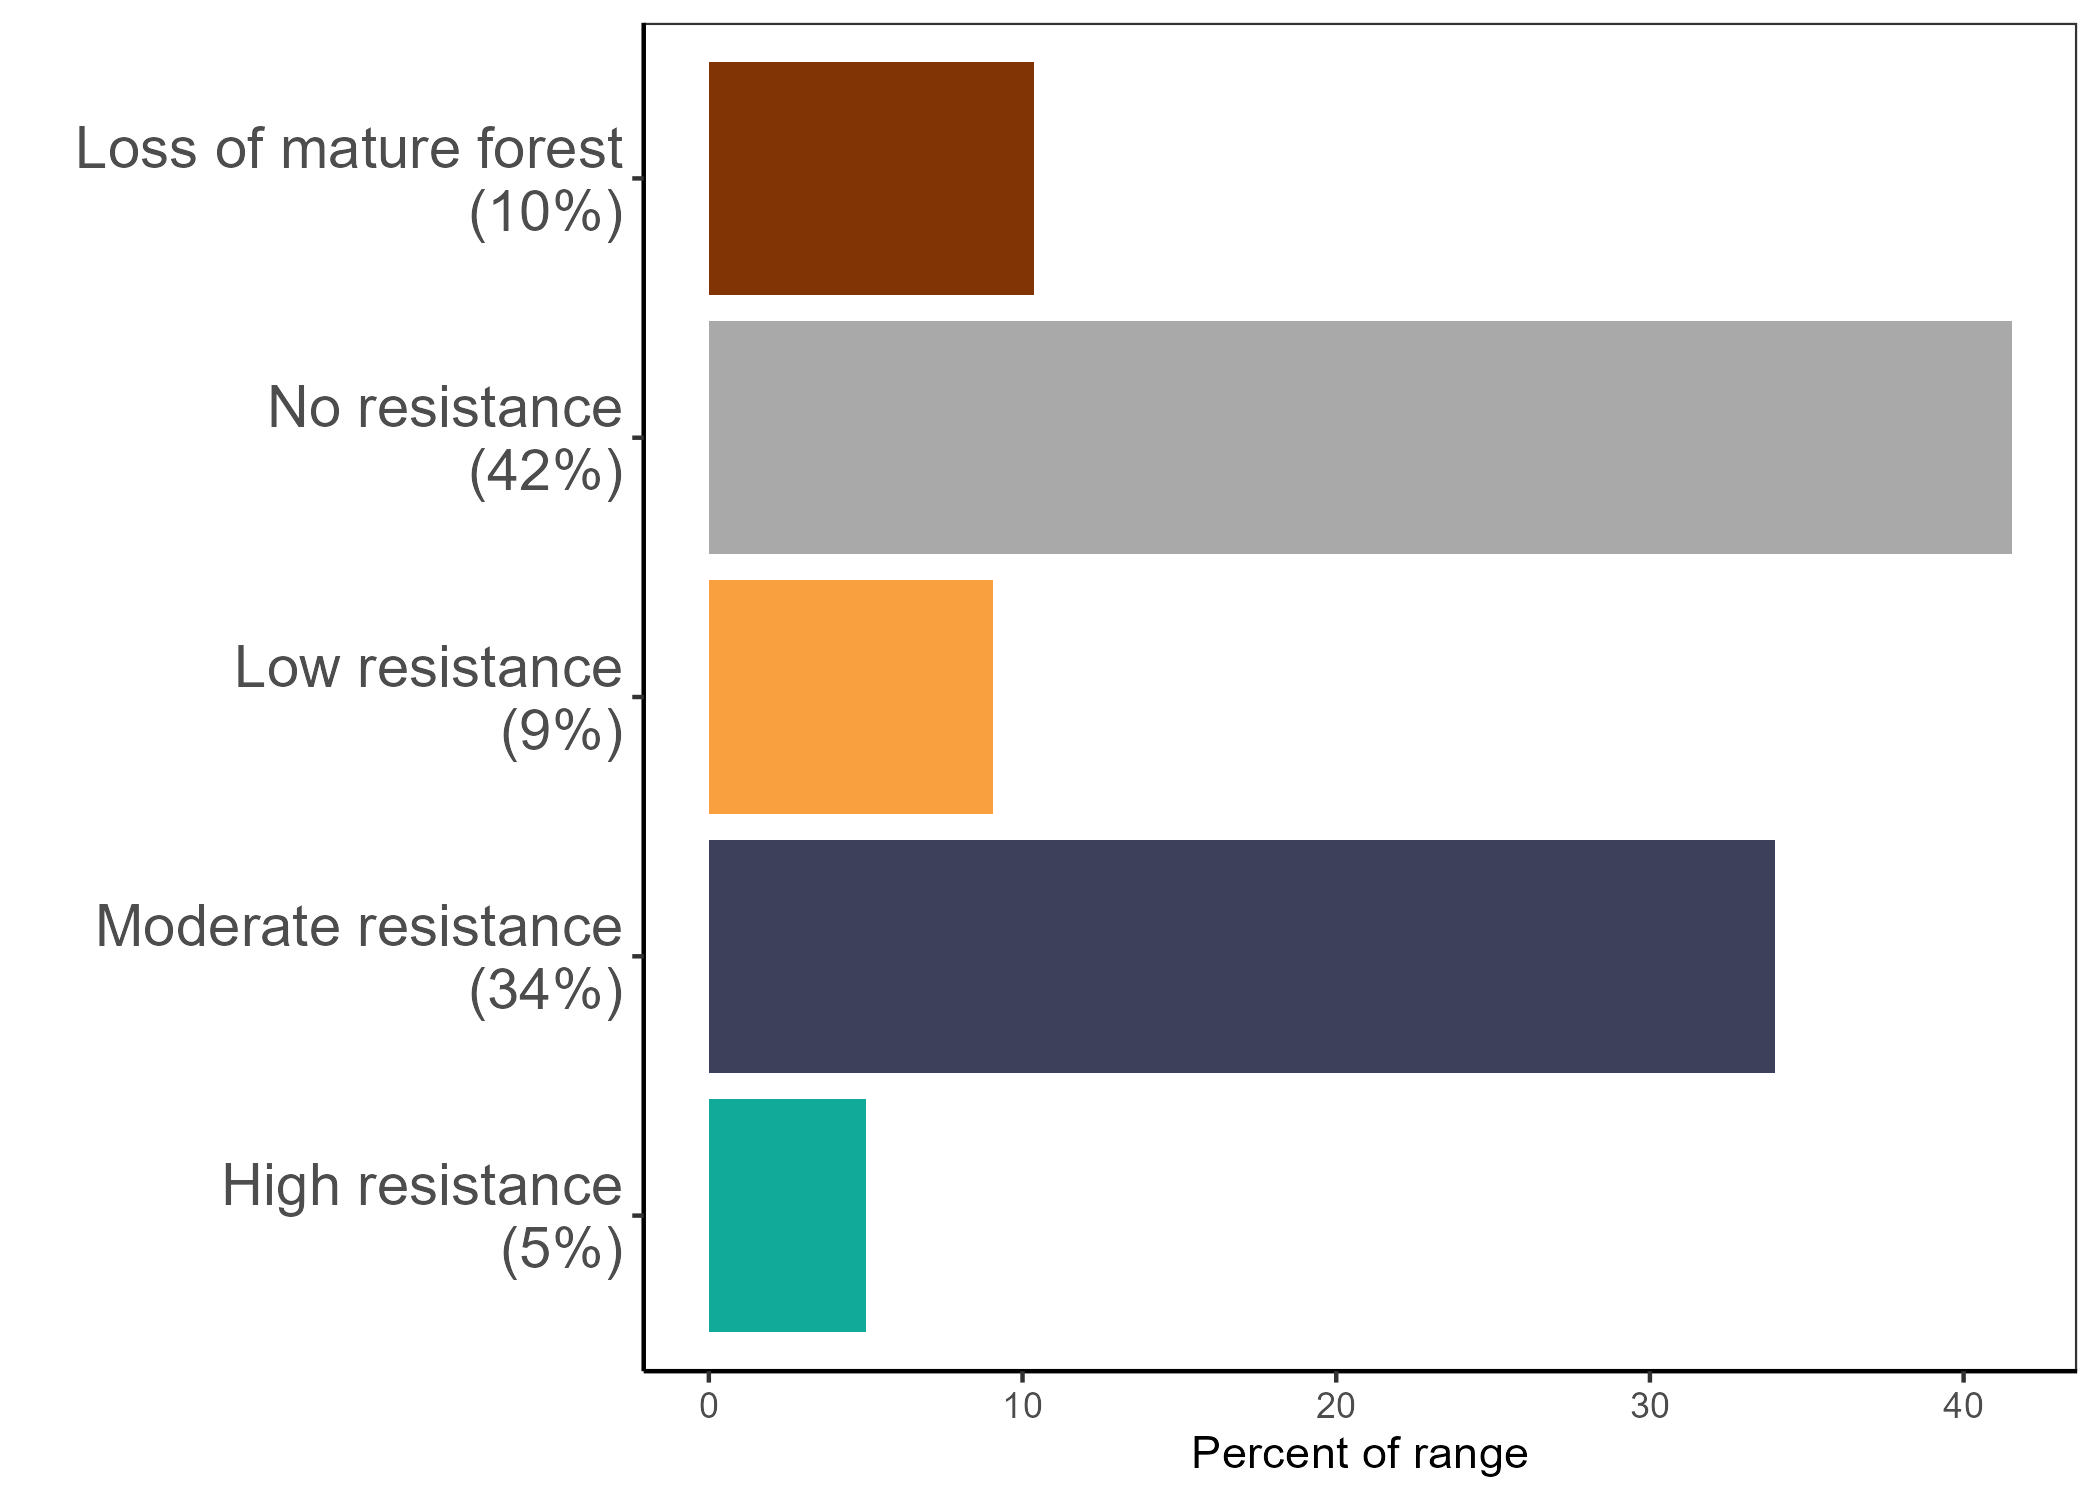 Loss of mature forest
(10%)
No resistance
(42%)
Low resistance
(9%)
Moderate resistance
(34%)
High resistance
(5%)
0 10 20 30 40
Percent of range